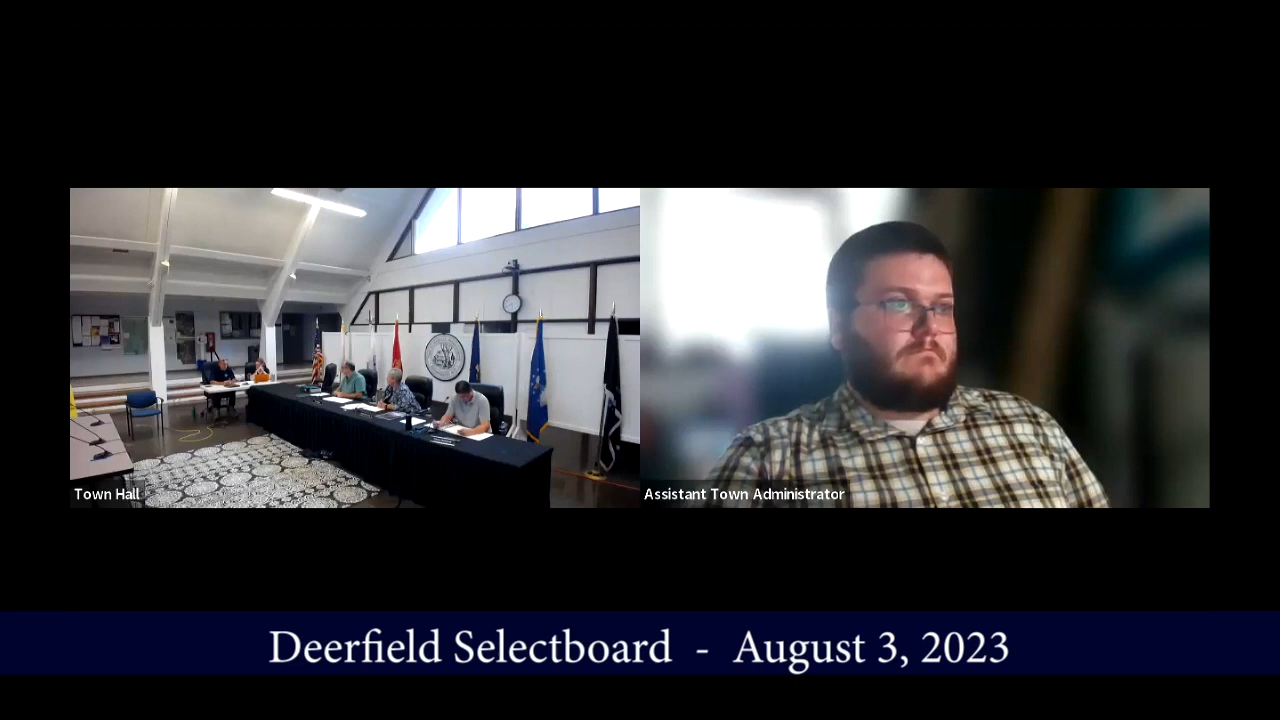 Town Hall
Assistant Town Administrator
Deerfield Selectboard - August 3, 2023